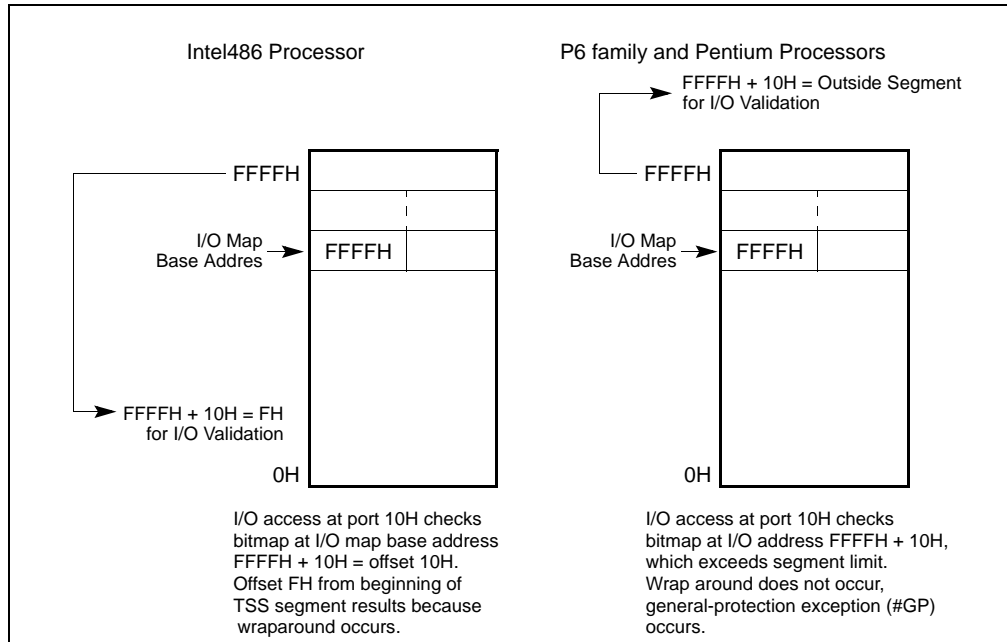 Intel486 Processor
P6 family and Pentium Processors
FFFFH + 10H = Outside Segment
for I/O Validation
FFFFH
FFFFH
I/O Map
Base Addres
FFFFH
I/O Map
Base Addres
FFFFH
FFFFH + 10H = FH
for I/O Validation
0H
0H
I/O access at port 10H checks
bitmap at I/O map base address
FFFFH + 10H = offset 10H.
Offset FH from beginning of
TSS segment results because
wraparound occurs.
I/O access at port 10H checks
bitmap at I/O address FFFFH + 10H,
which exceeds segment limit.
Wrap around does not occur,
general-protection exception (#GP)
occurs.